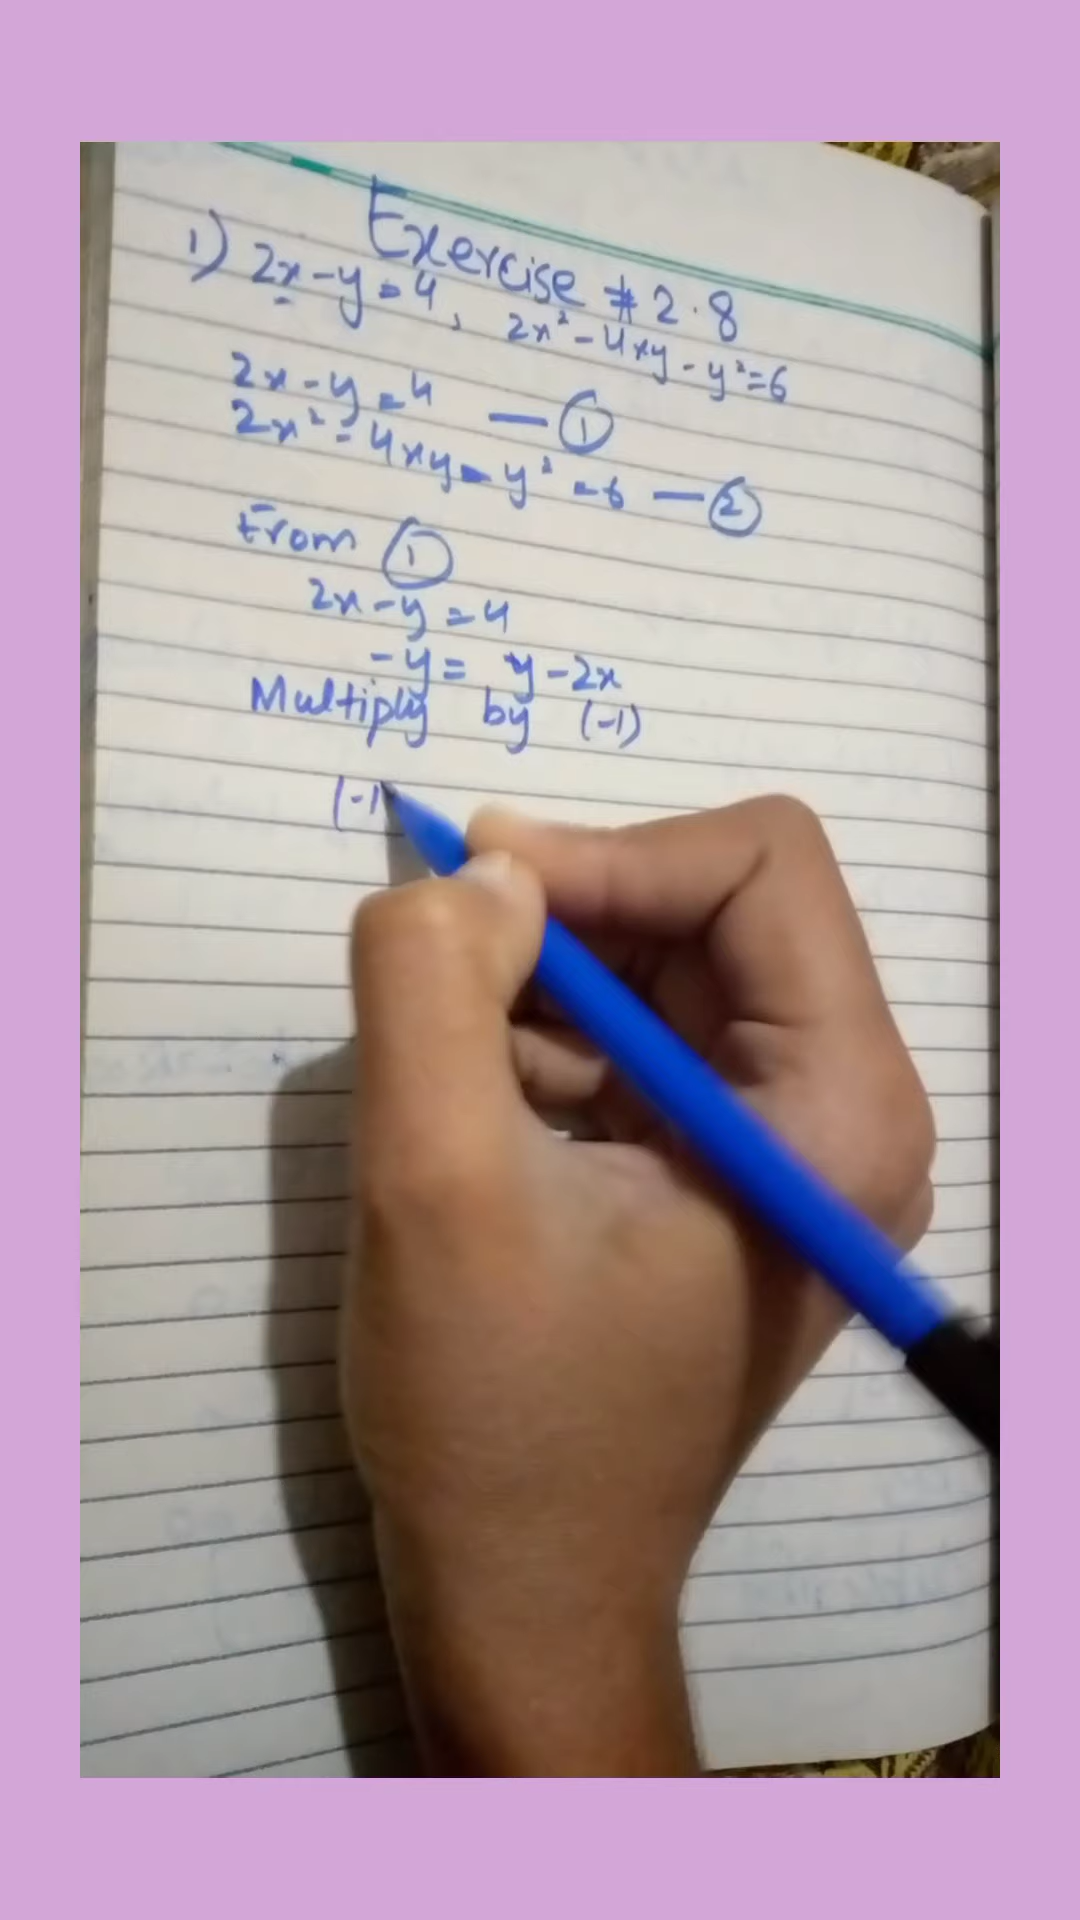 Exercise # 2.8
1) 2x-y=4, 2x²-4xy-y²=6
2x-y=4 — ①
2x²-4xy-y²=6 — ②
From ①
2x-y=4
-y= y-2x
Multiply by (-1)
(-1